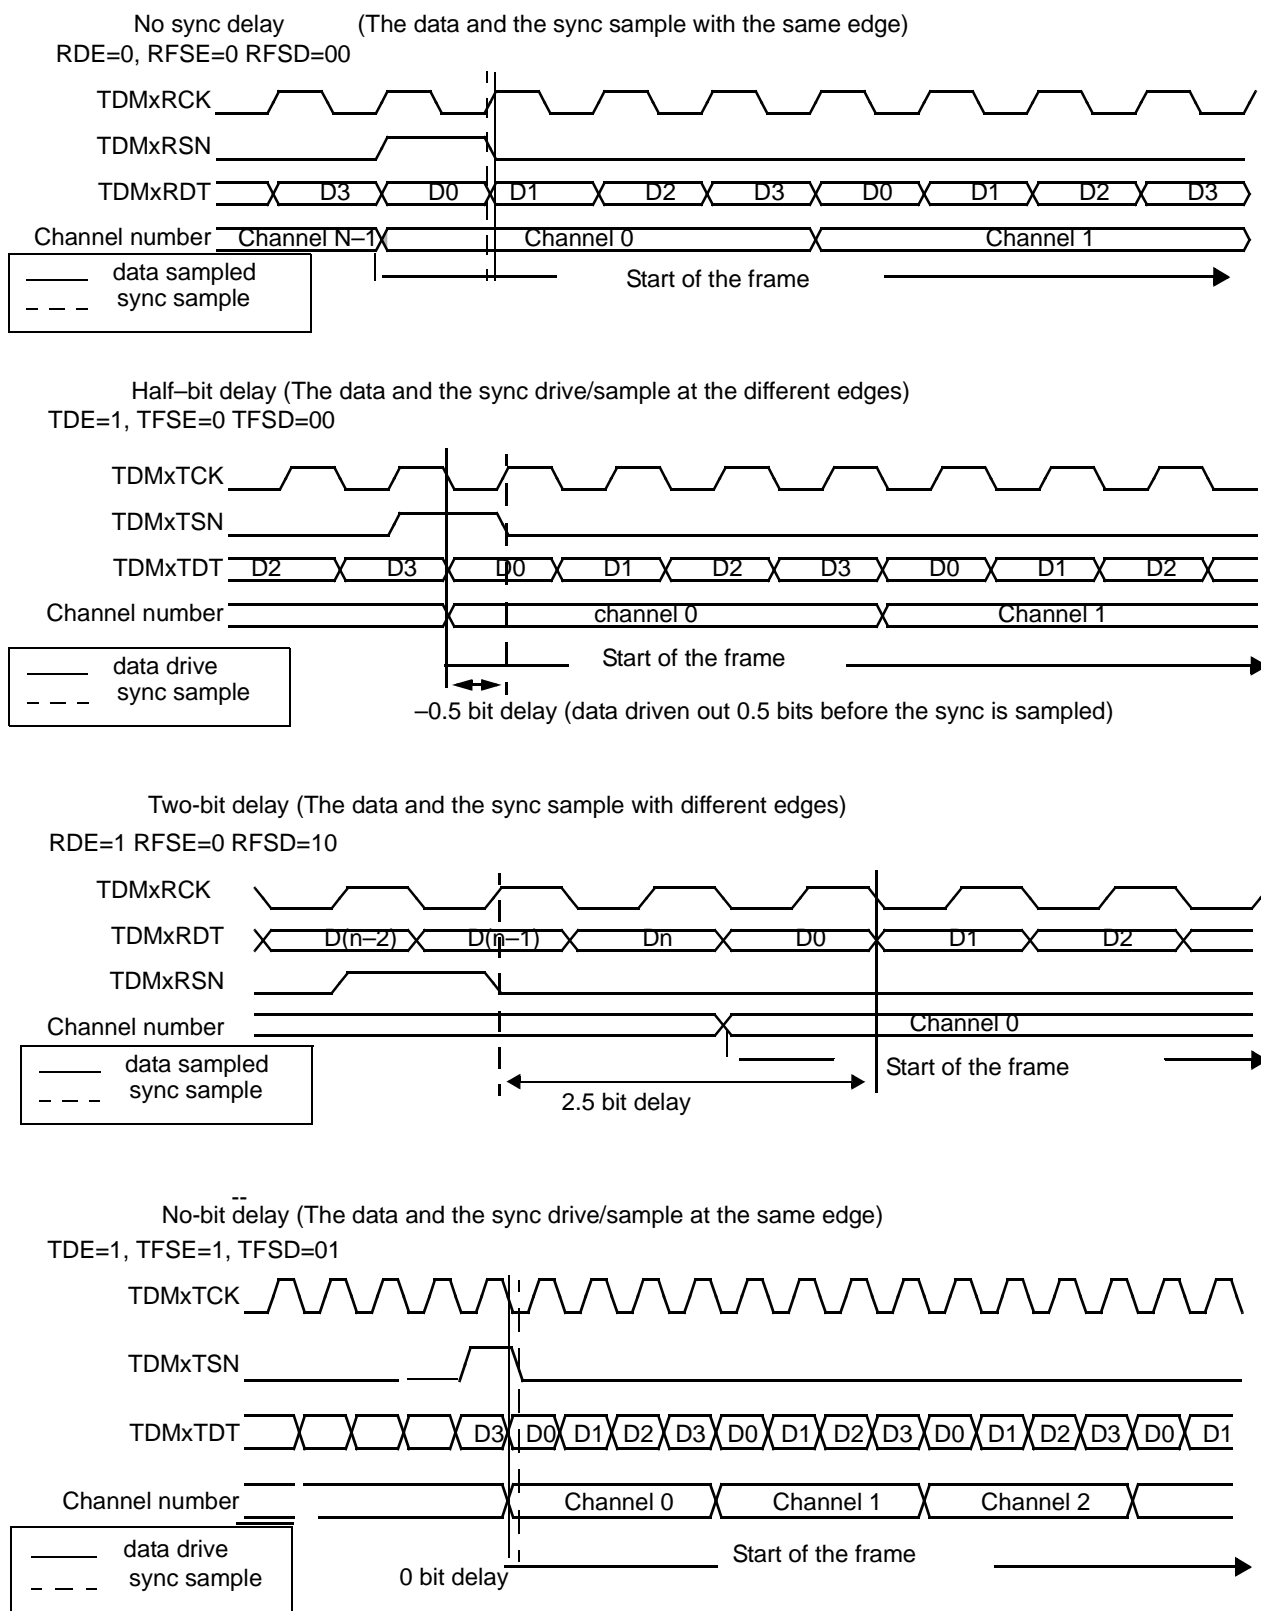 No sync delay (The data and the sync sample with the same edge)
RDE=0, RFSE=0 RFSD=00
TDMxRCK
TDMxRSN
TDMxRDT D3 D0 D1 D2 D3 D0 D1 D2 D3
Channel number Channel N–1 Channel 0 Channel 1
data sampled
sync sample
Start of the frame
Half–bit delay (The data and the sync drive/sample at the different edges)
TDE=1, TFSE=0 TFSD=00
TDMxTCK
TDMxTSN
TDMxTDT D2 D3 D0 D1 D2 D3 D0 D1 D2
Channel number channel 0 Channel 1
data drive
sync sample
Start of the frame
–0.5 bit delay (data driven out 0.5 bits before the sync is sampled)
Two-bit delay (The data and the sync sample with different edges)
RDE=1 RFSE=0 RFSD=10
TDMxRCK
TDMxRDT D(n–2) D(n–1) Dn D0 D1 D2
TDMxRSN
Channel number Channel 0
data sampled
sync sample
Start of the frame
2.5 bit delay
--
No-bit delay (The data and the sync drive/sample at the same edge)
TDE=1, TFSE=1, TFSD=01
TDMxTCK
TDMxTSN
TDMxTDT D3 D0 D1 D2 D3 D0 D1 D2 D3 D0 D1 D2 D3 D0 D1
Channel number Channel 0 Channel 1 Channel 2
data drive
sync sample
0 bit delay
Start of the frame